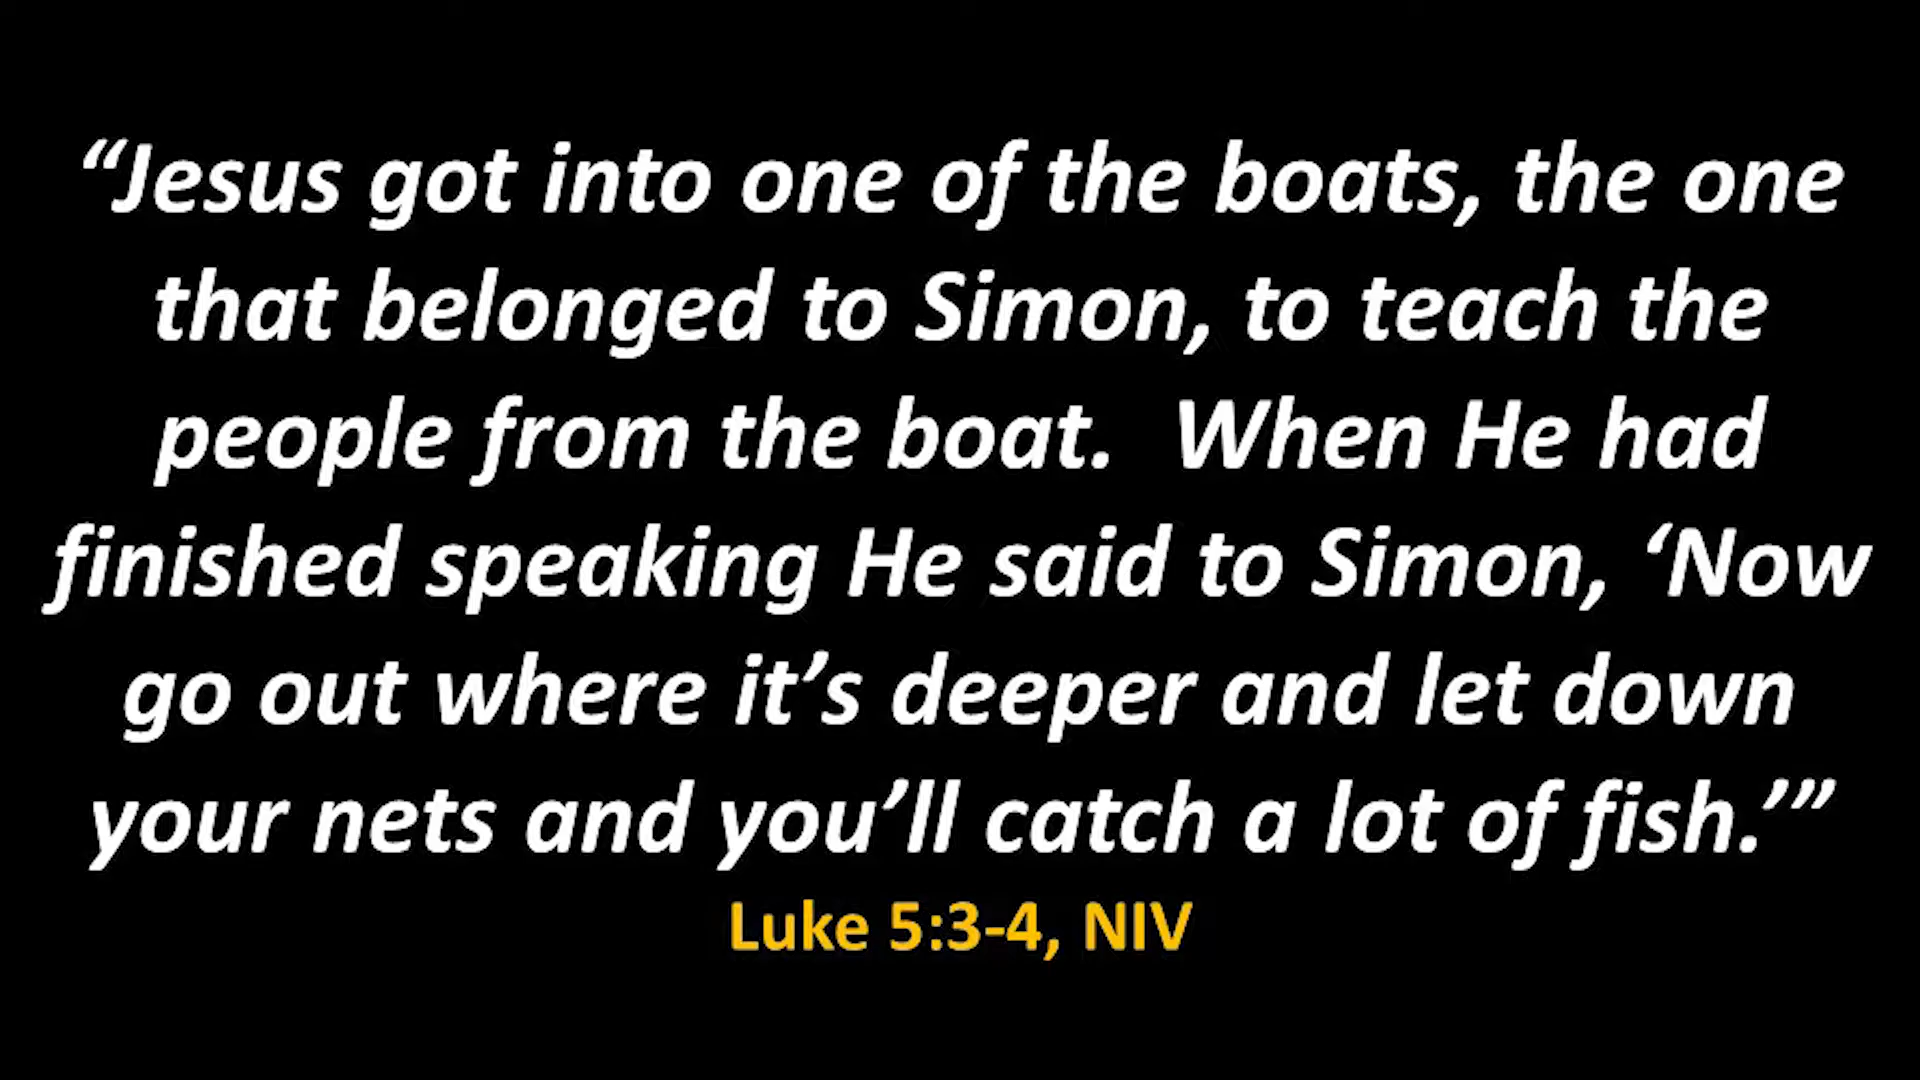 “Jesus got into one of the boats, the one
that belonged to Simon, to teach the
people from the boat.  When He had
finished speaking He said to Simon, ‘Now
go out where it’s deeper and let down
your nets and you’ll catch a lot of fish.’”
Luke 5:3-4, NIV